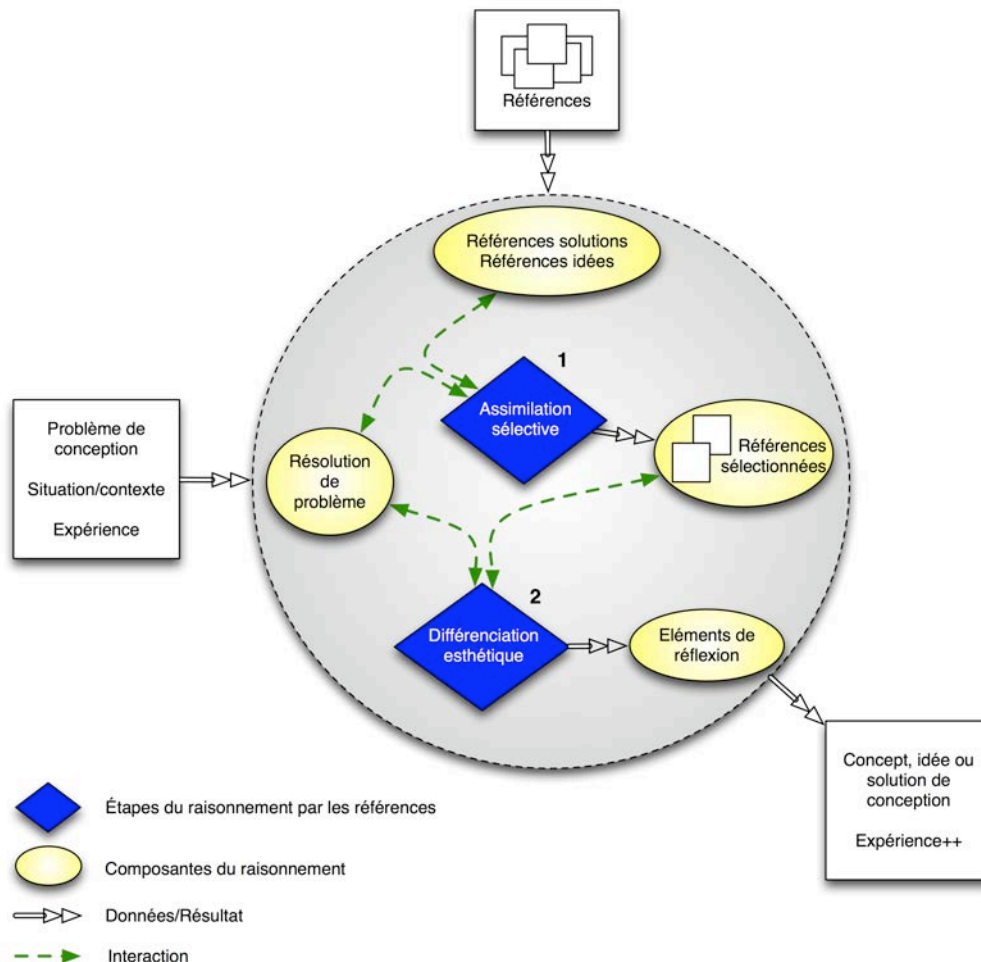 Références
Références solutions
Références idées
1
Assimilation
sélective
Problème de
conception
Situation/contexte
Expérience
Résolution
de
problème
Références
sélectionnées
2
Différenciation
esthétique
Eléments de
réflexion
Concept, idée ou
solution de
conception
Expérience++
Étapes du raisonnement par les références
Composantes du raisonnement
Données/Résultat
Interaction